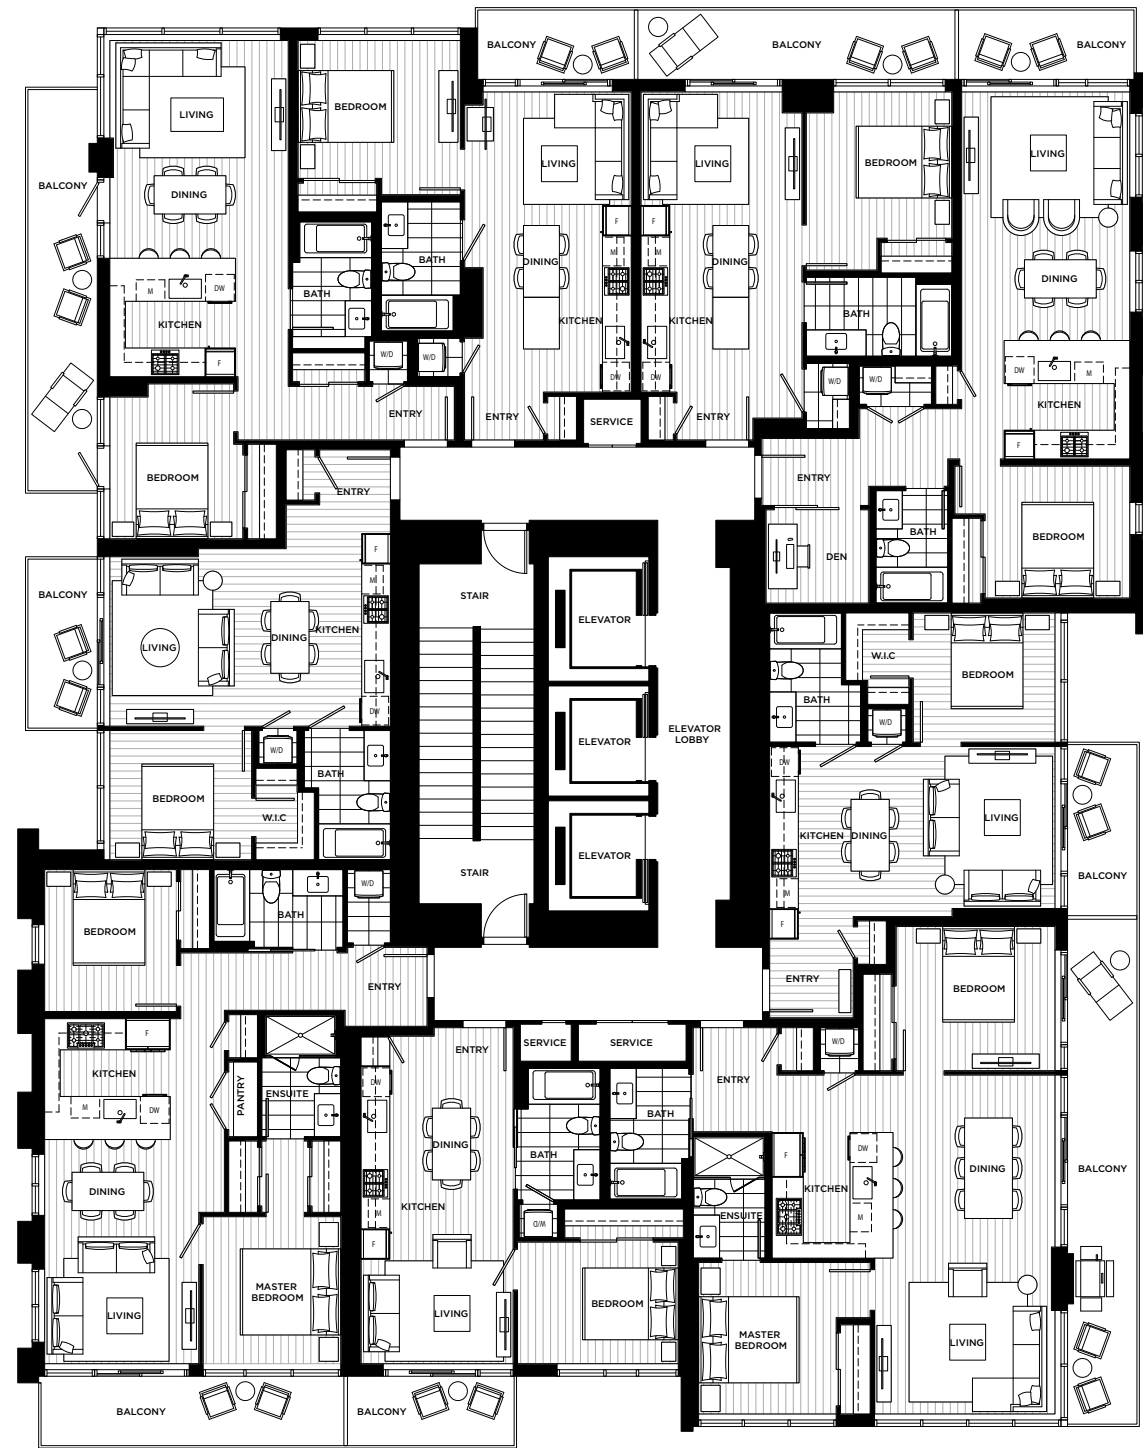 BALCONY
BALCONY
BALCONY
LIVING
BEDROOM
BALCONY
DINING
LIVING
LIVING
BEDROOM
LIVING
F
F
M
M
BATH
BATH
DINING
DINING
DINING
M
DW
KITCHEN
F
KITCHEN
KITCHEN
BATH
W/D
W/D
DW
DW
W/D
W/D
DW
M
KITCHEN
F
ENTRY
ENTRY
SERVICE
ENTRY
BEDROOM
ENTRY
ENTRY
BATH
BEDROOM
DEN
F
M
STAIR
BALCONY
ELEVATOR
DINING
KITCHEN
LIVING
DW
W.I.C
BEDROOM
BATH
W/D
ELEVATOR
ELEVATOR
LOBBY
W/D
BATH
BEDROOM
W.I.C
DW
KITCHEN
DINING
LIVING
M
F
BALCONY
ELEVATOR
STAIR
W/D
BEDROOM
BATH
ENTRY
ENTRY
BEDROOM
F
KITCHEN
M
DW
PANTRY
ENSUITE
ENTRY
SERVICE
SERVICE
W/D
ENTRY
DW
DINING
KITCHEN
M
F
BATH
BATH
W/D
F
DW
KITCHEN
M
ENSUITE
DINING
BALCONY
DINING
LIVING
MASTER
BEDROOM
LIVING
BEDROOM
MASTER
BEDROOM
LIVING
BALCONY
BALCONY